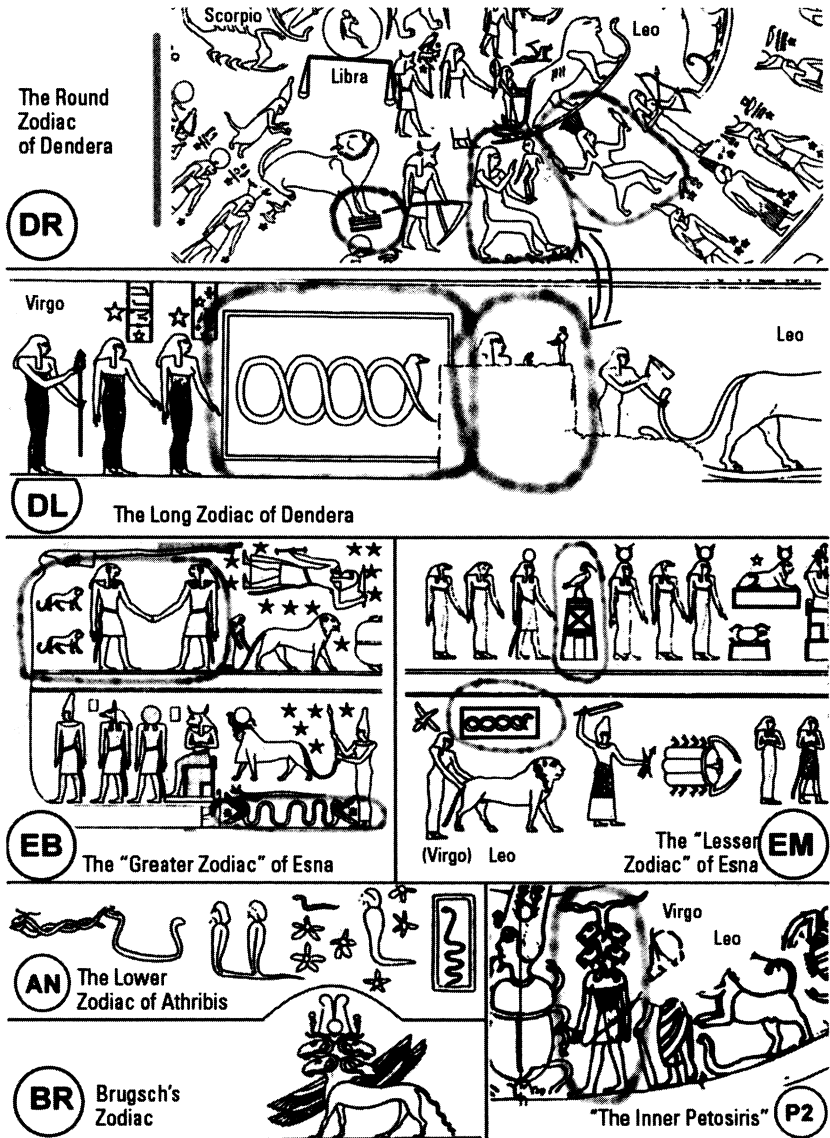 Scorpio
Leo
Libra
The Round
Zodiac
of Dendera
DR
Virgo
Leo
DL
The Long Zodiac of Dendera
EB
The "Greater Zodiac" of Esna
(Virgo) Leo
The "Lesser
Zodiac" of Esna
EM
AN
The Lower
Zodiac of Athribis
BR
Brugsch's
Zodiac
Virgo
Leo
"The Inner Petosiris"
P2